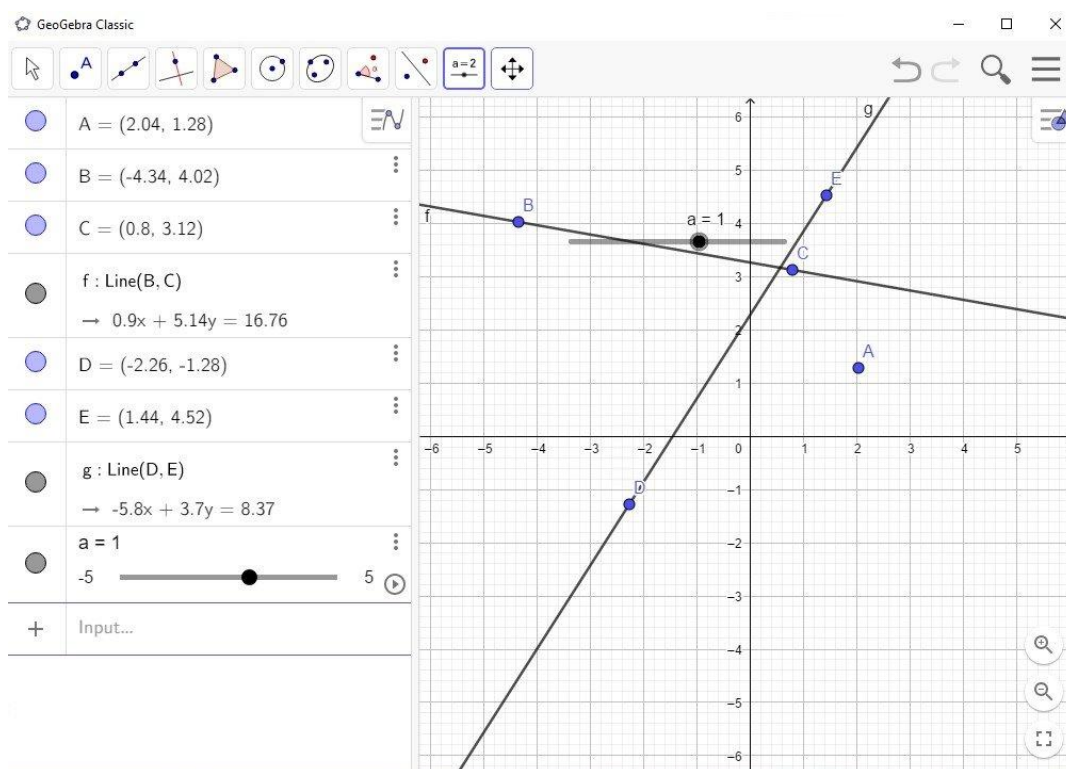 GeoGebra Classic
A
a=2
A = (2.04, 1.28)
B = (-4.34, 4.02)
C = (0.8, 3.12)
f : Line(B, C)
→ 0.9x + 5.14y = 16.76
D = (-2.26, -1.28)
E = (1.44, 4.52)
g : Line(D, E)
→ -5.8x + 3.7y = 8.37
a = 1
-5 5
+ Input...
g
6
5
E
B
f
a = 1
4
C
3
2
A
1
-6 -5 -4 -3 -2 -1 0 1 2 3 4 5
D
-1
-2
-3
-4
-5
-6